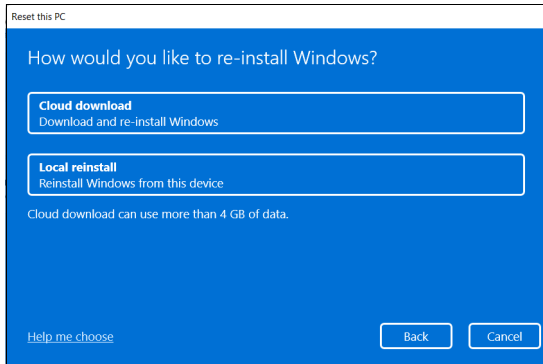 Reset this PC
How would you like to re-install Windows?
Cloud download
Download and re-install Windows
Local reinstall
Reinstall Windows from this device
Cloud download can use more than 4 GB of data.
Help me choose
Back
Cancel